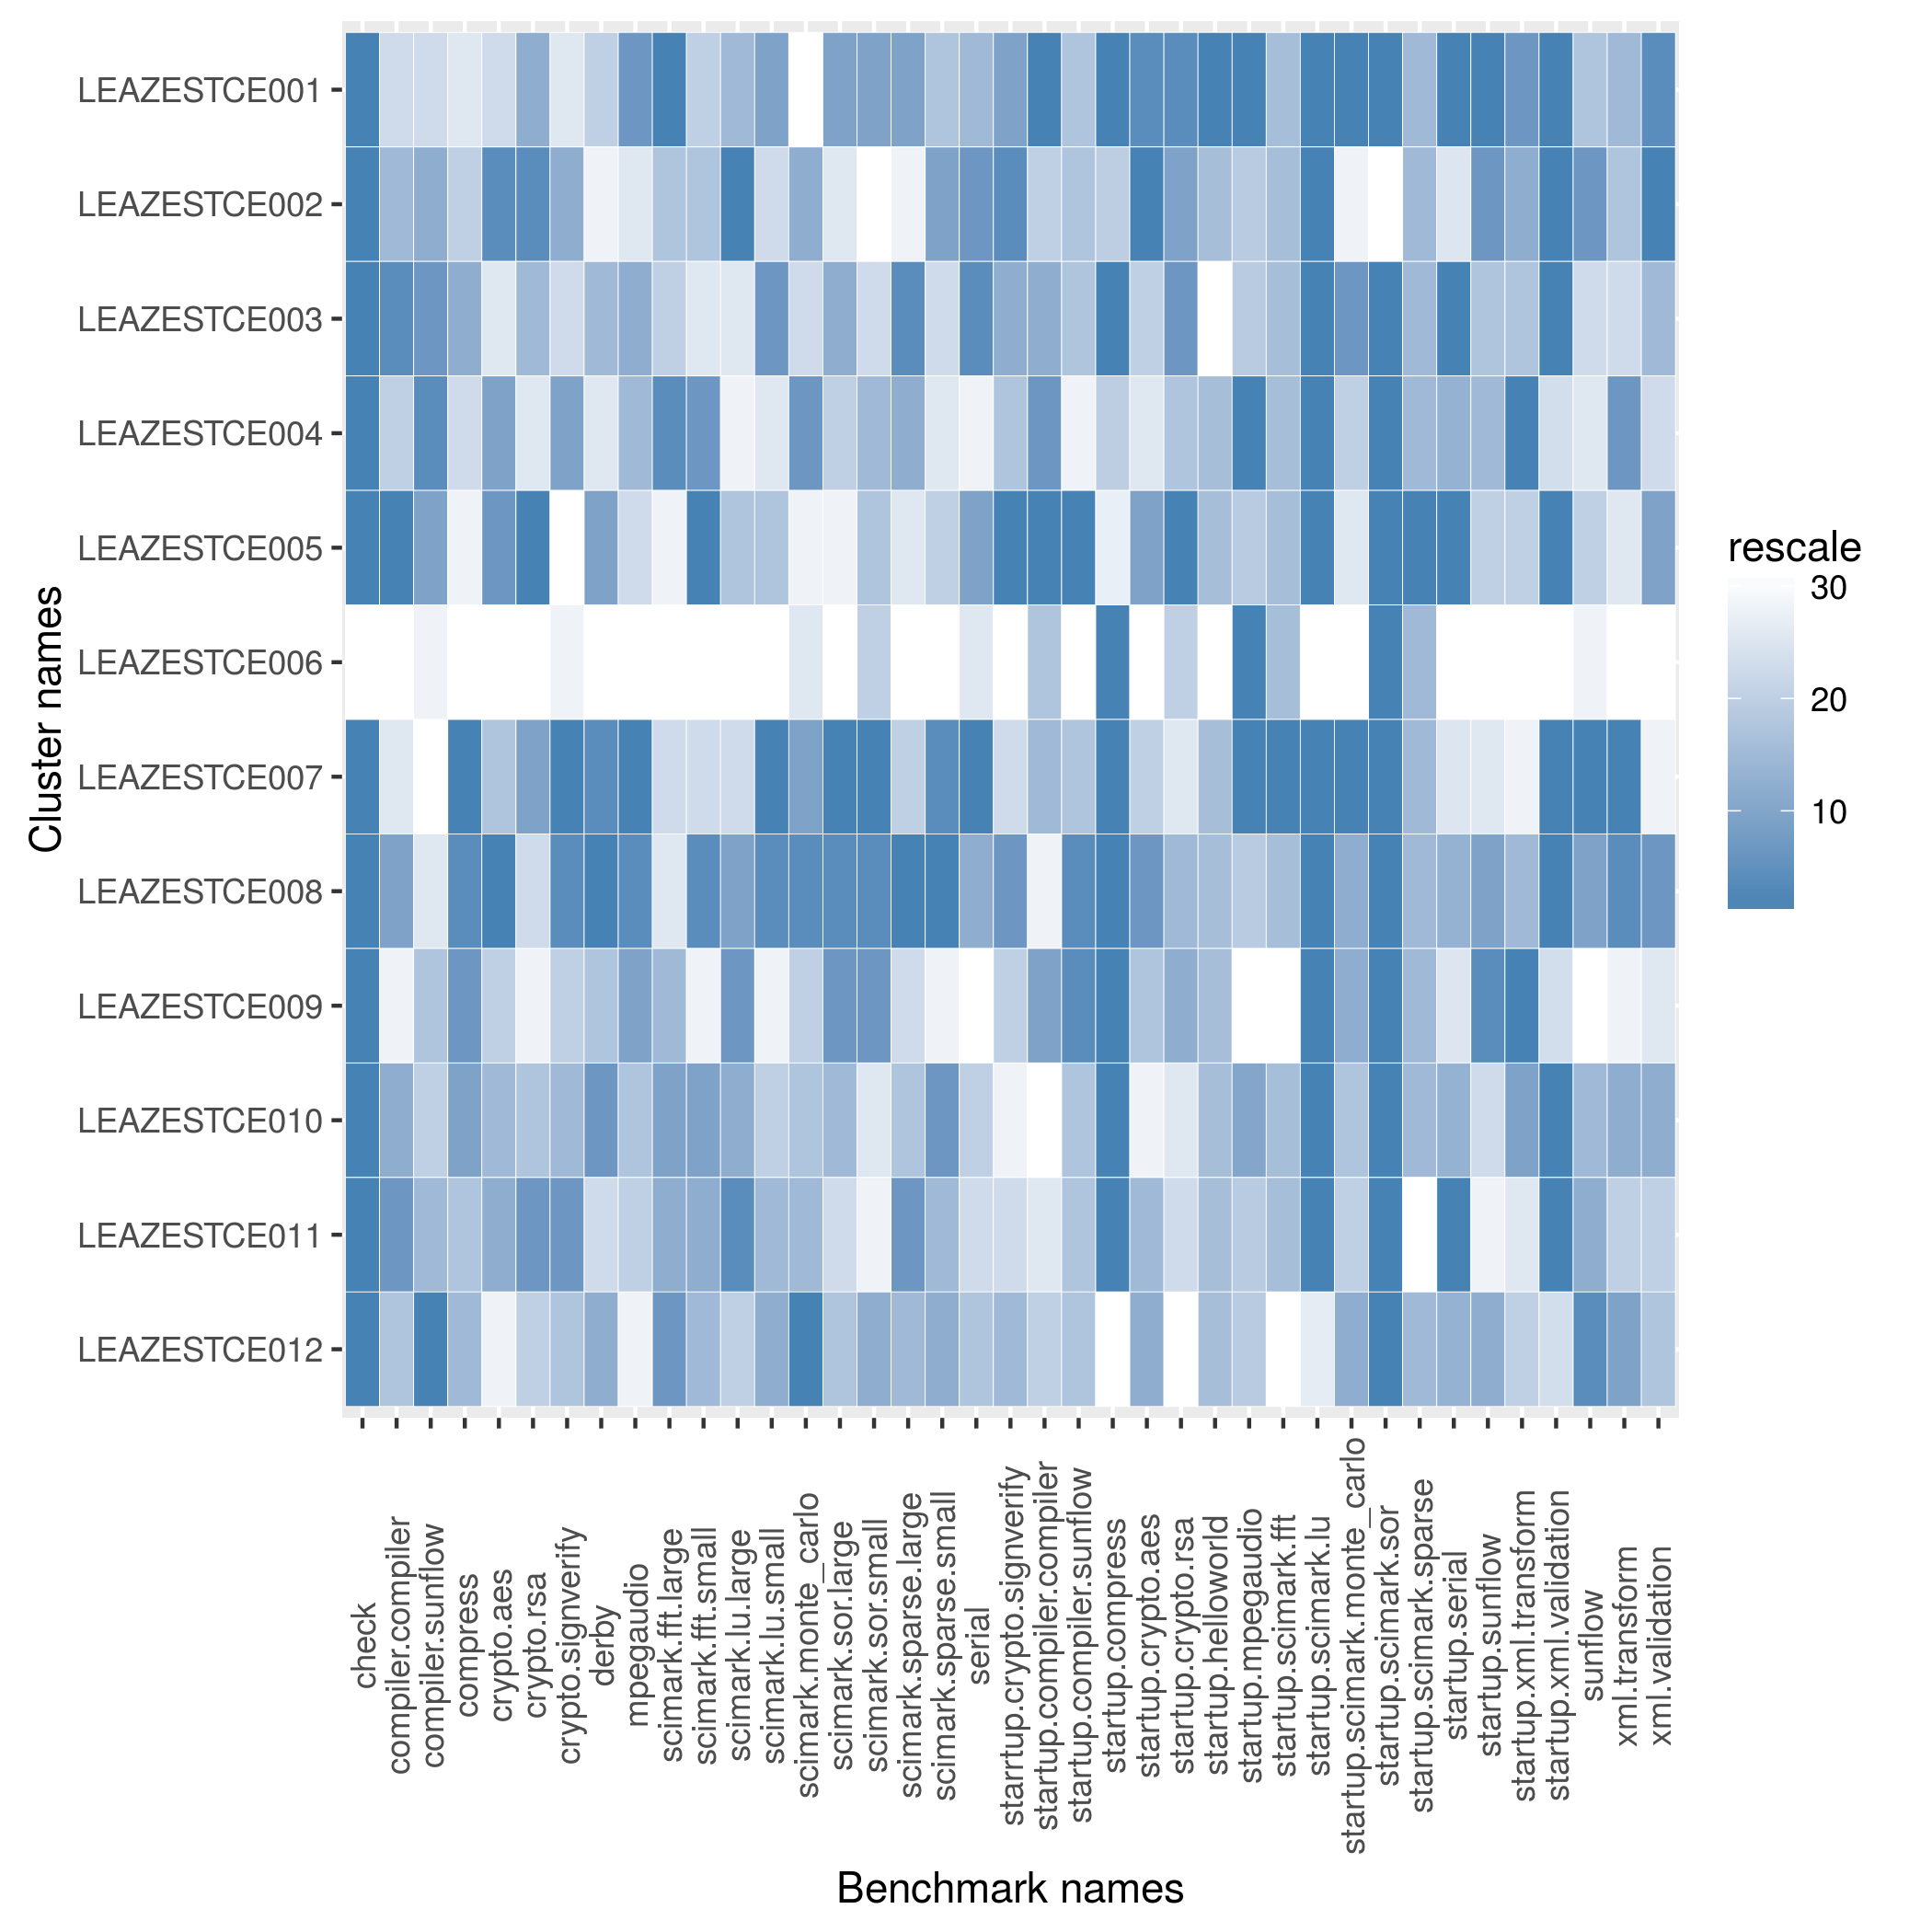 LEAZESTCE001
LEAZESTCE002
LEAZESTCE003
LEAZESTCE004
LEAZESTCE005
LEAZESTCE006
LEAZESTCE007
LEAZESTCE008
LEAZESTCE009
LEAZESTCE010
LEAZESTCE011
LEAZESTCE012
Cluster names
check
compiler.compiler
compiler.sunflow
compress
crypto.aes
crypto.rsa
crypto.signverify
derby
mpegaudio
scimark.fft.large
scimark.fft.small
scimark.lu.large
scimark.lu.small
scimark.monte_carlo
scimark.sor.large
scimark.sor.small
scimark.sparse.large
scimark.sparse.small
serial
starrtup.crypto.signverify
startup.compiler.compiler
startup.compiler.sunflow
startup.compress
startup.crypto.aes
startup.crypto.rsa
startup.helloworld
startup.mpegaudio
startup.scimark.fft
startup.scimark.lu
startup.scimark.monte_carlo
startup.scimark.sor
startup.scimark.sparse
startup.serial
startup.sunflow
startup.xml.transform
startup.xml.validation
sunflow
xml.transform
xml.validation
Benchmark names
rescale
30
20
10